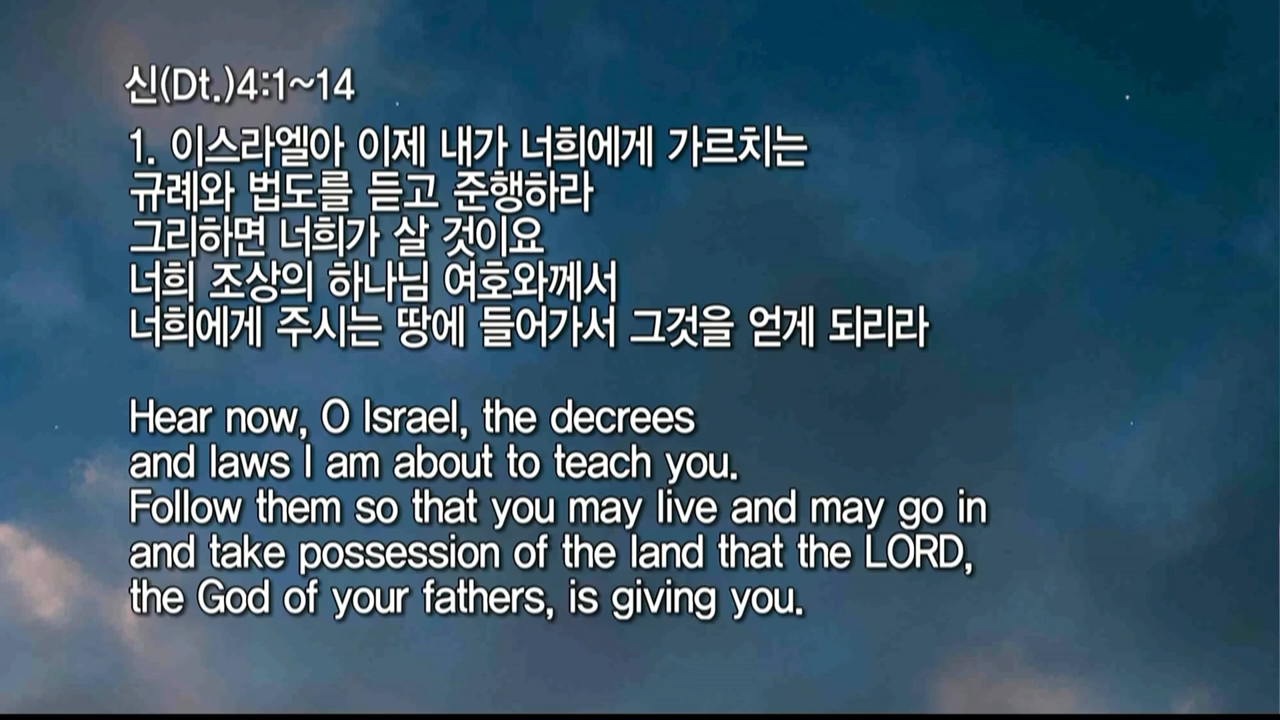 신(Dt.)4:1~14
1. 이스라엘아 이제 내가 너희에게 가르치는
규례와 법도를 듣고 준행하라
그리하면 너희가 살 것이요
너희 조상의 하나님 여호와께서
너희에게 주시는 땅에 들어가서 그것을 얻게 되리라
Hear now, O Israel, the decrees
and laws I am about to teach you.
Follow them so that you may live and may go in
and take possession of the land that the LORD,
the God of your fathers, is giving you.